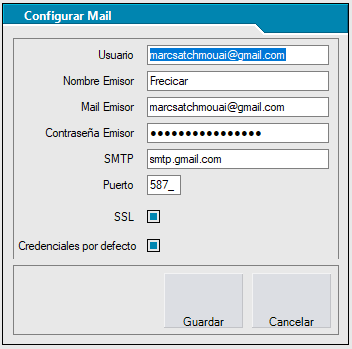 Configurar Mail
Usuario marcsatchmouai@gmail.com
Nombre Emisor Frecicar
Mail Emisor marcsatchmouai@gmail.com
Contraseña Emisor ●●●●●●●●●●●●●●●●
SMTP smtp.gmail.com
Puerto 587_
SSL
Credenciales por defecto
Guardar Cancelar